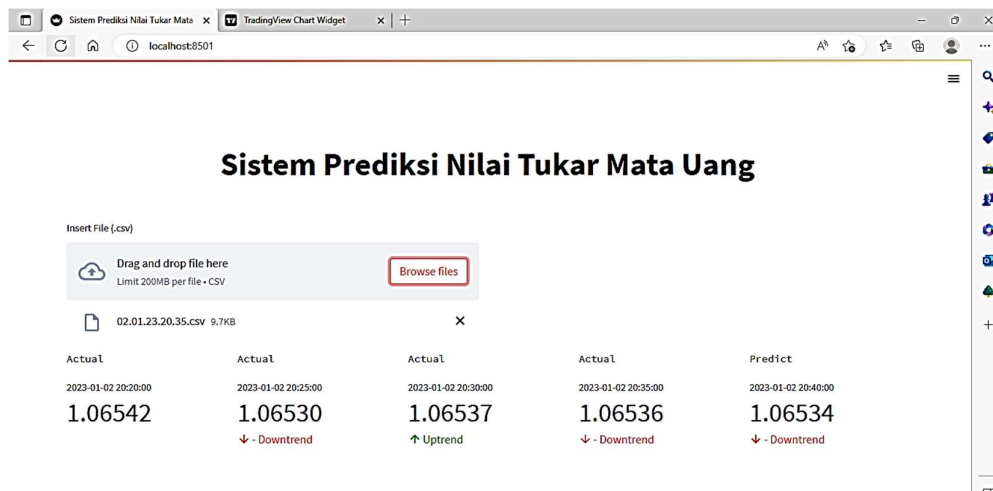 Sistem Prediksi Nilai Tukar Mata
TradingView Chart Widget
localhost:8501
Sistem Prediksi Nilai Tukar Mata Uang
Insert File (.csv)
Drag and drop file here
Limit 200MB per file • CSV
Browse files
02.01.23.20.35.csv 9.7KB
Actual Actual Actual Actual Predict
2023-01-02 20:20:00 2023-01-02 20:25:00 2023-01-02 20:30:00 2023-01-02 20:35:00 2023-01-02 20:40:00
1.06542 1.06530 1.06537 1.06536 1.06534
↓ - Downtrend ↑ Uptrend ↓ - Downtrend ↓ - Downtrend